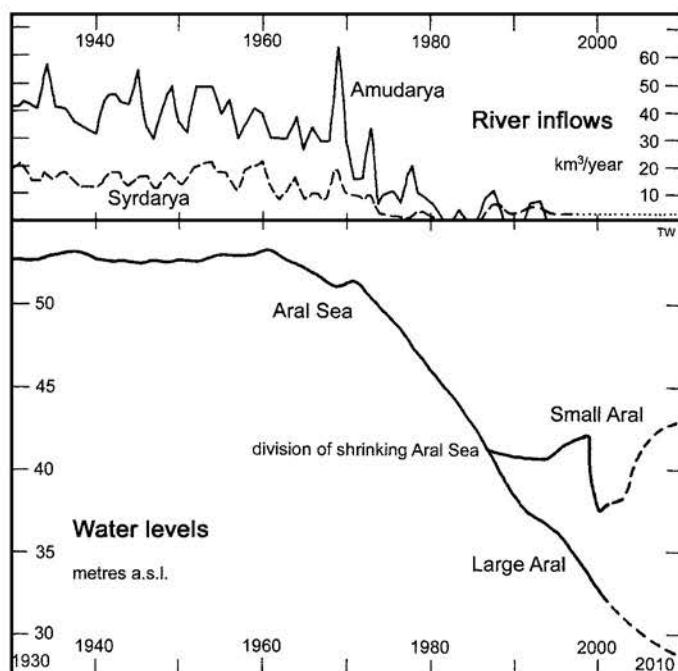 1940 1960 1980 2000
60
Amudarya
50
40
River inflows
30
km³/year
20
Syrdarya
10
TW
50
Aral Sea
45
Small Aral
division of shrinking Aral Sea
40
Water levels
35
metres a.s.l.
Large Aral
30
1930 1940 1960 1980 2000 2010